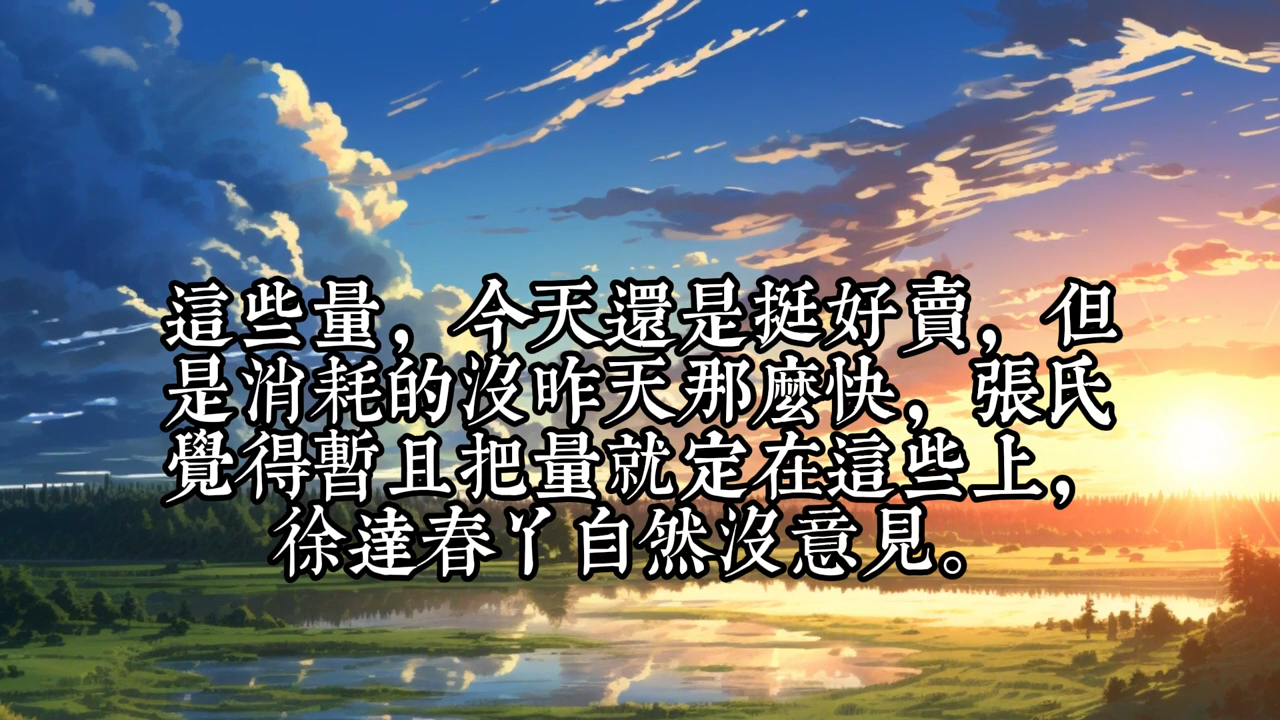 這些量，今天還是挺好賣，但
是消耗的沒昨天那麼快，張氏
覺得暫且把量就定在這些上，
徐達春丫自然沒意見。